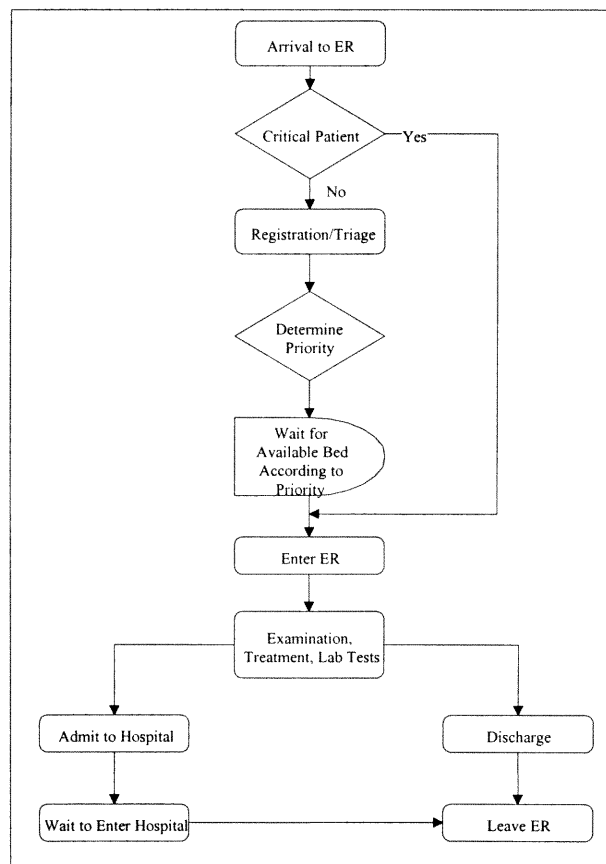 Arrival to ER
Critical Patient
Yes
No
Registration/Triage
Determine
Priority
Wait for
Available Bed
According to
Priority
Enter ER
Examination,
Treatment, Lab Tests
Admit to Hospital
Discharge
Wait to Enter Hospital
Leave ER